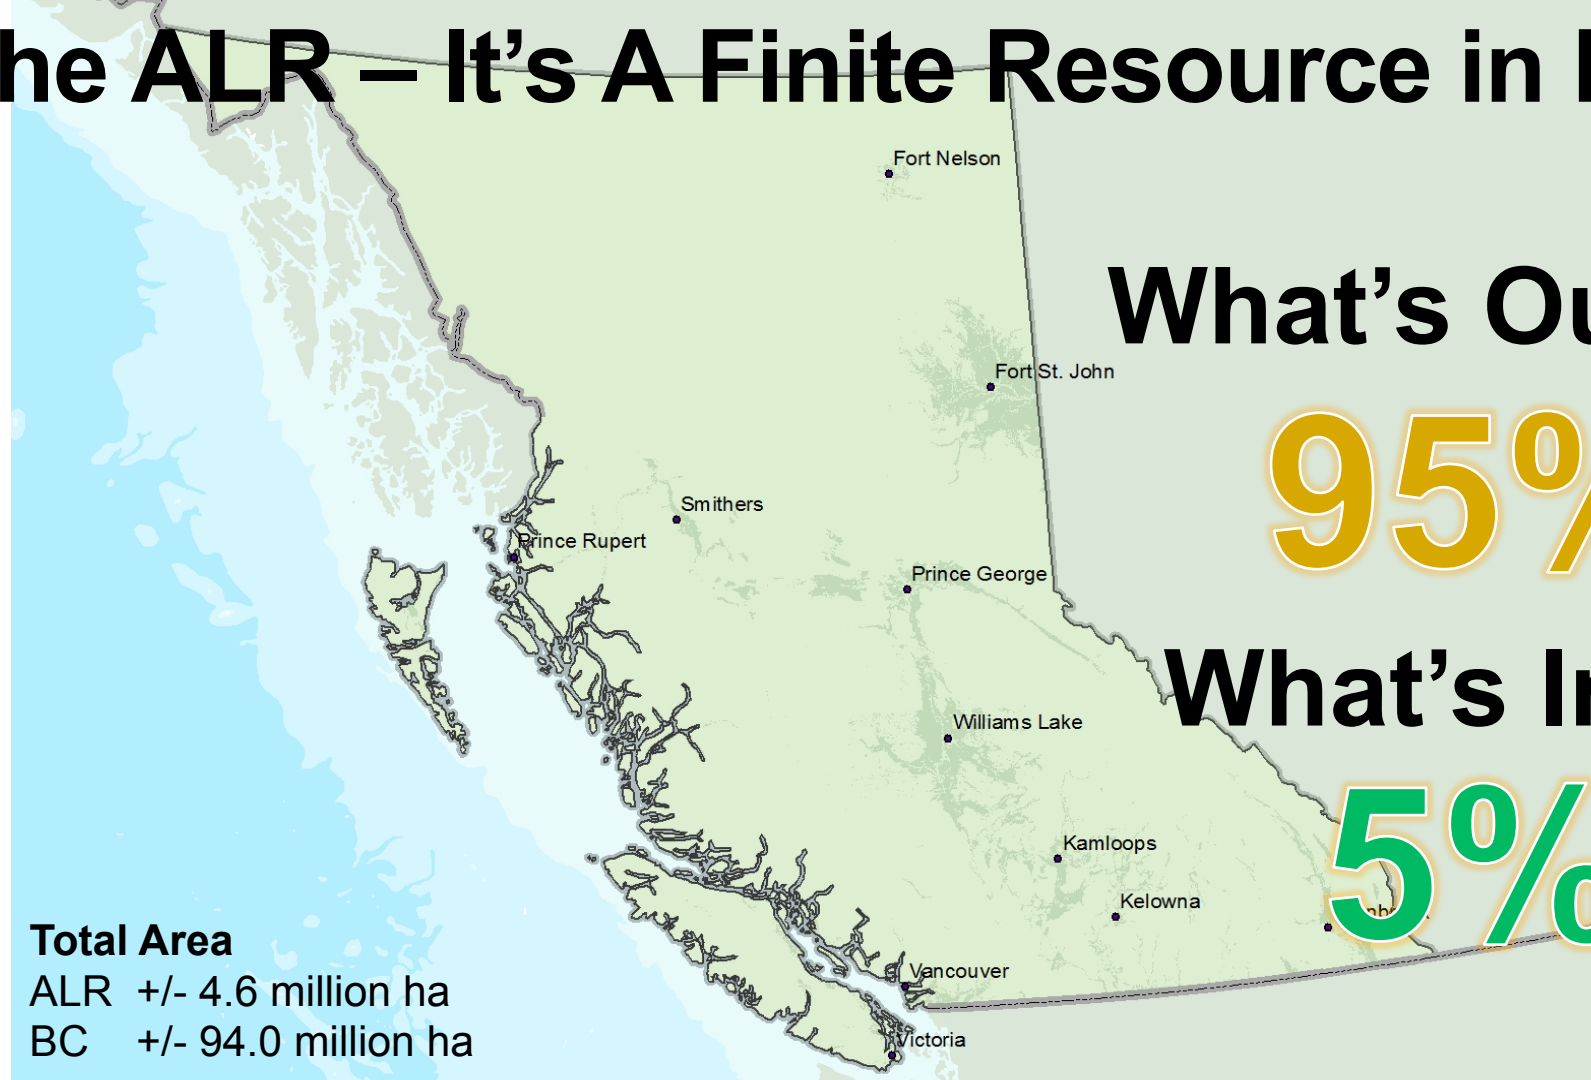 he ALR – It’s A Finite Resource in
Fort Nelson
What’s Ou
Fort St. John
95%
Smithers
Prince Rupert
Prince George
What’s In
Williams Lake
5%
Kamloops
Kelowna
Total Area
ALR +/- 4.6 million ha
BC +/- 94.0 million ha
Vancouver
Victoria